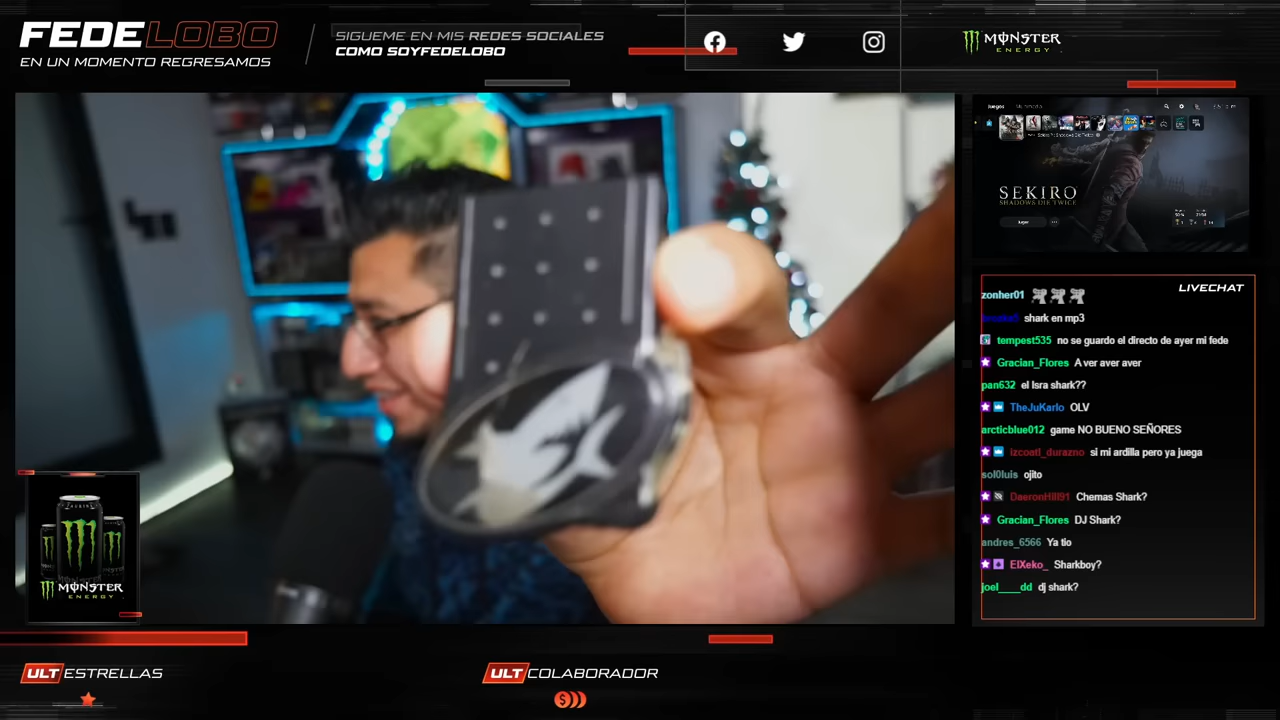 FEDELOBO
EN UN MOMENTO REGRESAMOS
SIGUEME EN MIS REDES SOCIALES
COMO SOYFEDELOBO
MONSTER
ENERGY
Juegos
SEKIRO
SHADOWS DIE TWICE
LIVECHAT
zonher01
shark en mp3
tempest535 no se guardo el directo de ayer mi fede
Gracian_Flores A ver aver aver
pan632 el Isra shark??
TheJuKarlo OLV
arcticblue012 game NO BUENO SEÑORES
izcoatl_durazno si mi ardilla pero ya juega
sol0luis ojito
DaeronHill91 Chemas Shark?
Gracian_Flores DJ Shark?
andres_6566 Ya tio
ElXeko_ Sharkboy?
joel____dd dj shark?
MONSTER
ENERGY
ULT ESTRELLAS
ULT COLABORADOR